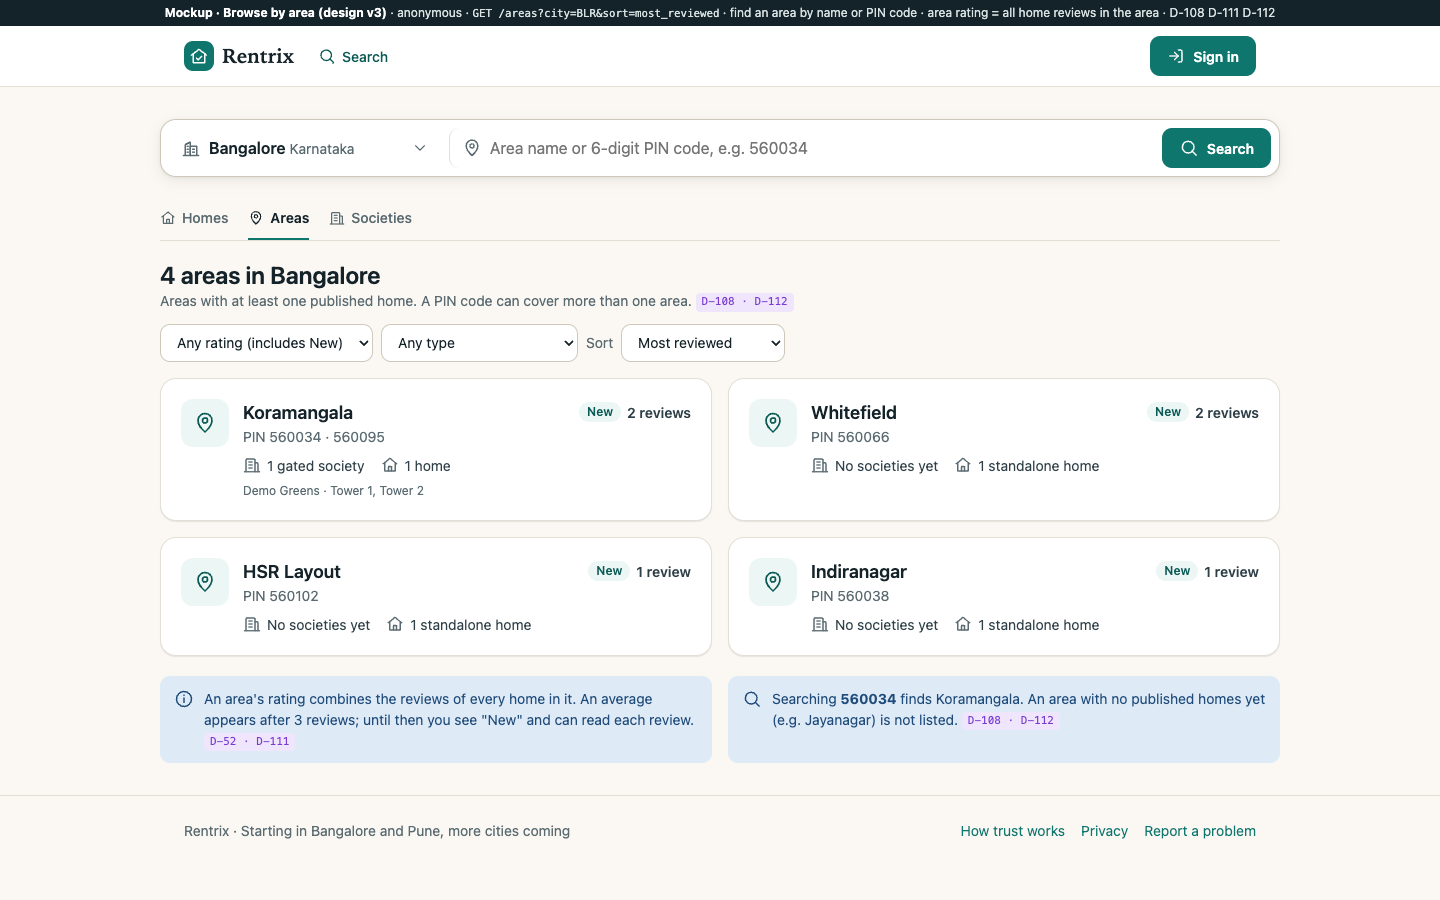 Mockup · Browse by area (design v3) · anonymous · GET /areas?city=BLR&sort=most_reviewed · find an area by name or PIN code · area rating = all home reviews in the area · D-108 D-111 D-112
Rentrix
Search
Sign in
Bangalore Karnataka
Area name or 6-digit PIN code, e.g. 560034
Search
Homes
Areas
Societies
4 areas in Bangalore
Areas with at least one published home. A PIN code can cover more than one area. D-108 · D-112
Any rating (includes New)
Any type
Sort
Most reviewed
Koramangala
New 2 reviews
PIN 560034 · 560095
1 gated society
1 home
Demo Greens · Tower 1, Tower 2
Whitefield
New 2 reviews
PIN 560066
No societies yet
1 standalone home
HSR Layout
New 1 review
PIN 560102
No societies yet
1 standalone home
Indiranagar
New 1 review
PIN 560038
No societies yet
1 standalone home
An area's rating combines the reviews of every home in it. An average
appears after 3 reviews; until then you see "New" and can read each review.
D-52 · D-111
Searching 560034 finds Koramangala. An area with no published homes yet
(e.g. Jayanagar) is not listed. D-108 · D-112
Rentrix · Starting in Bangalore and Pune, more cities coming
How trust works
Privacy
Report a problem